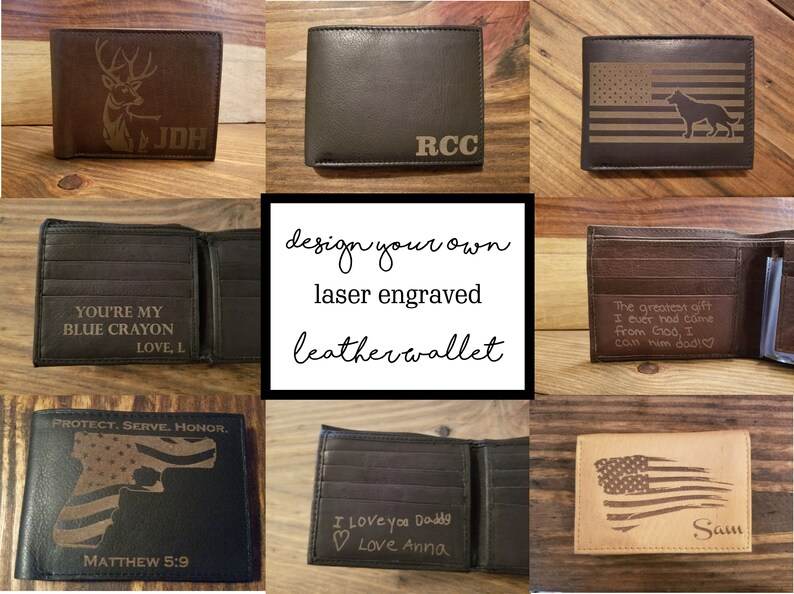 JDH
RCC
YOU'RE MY
BLUE CRAYON
LOVE, L
design your own
laser engraved
leather wallet
The greatest gift
I ever had came
from God, I
call him dad!♡
PROTECT. SERVE. HONOR.
MATTHEW 5:9
I Love you Daddy
♡ Love Anna
Sam